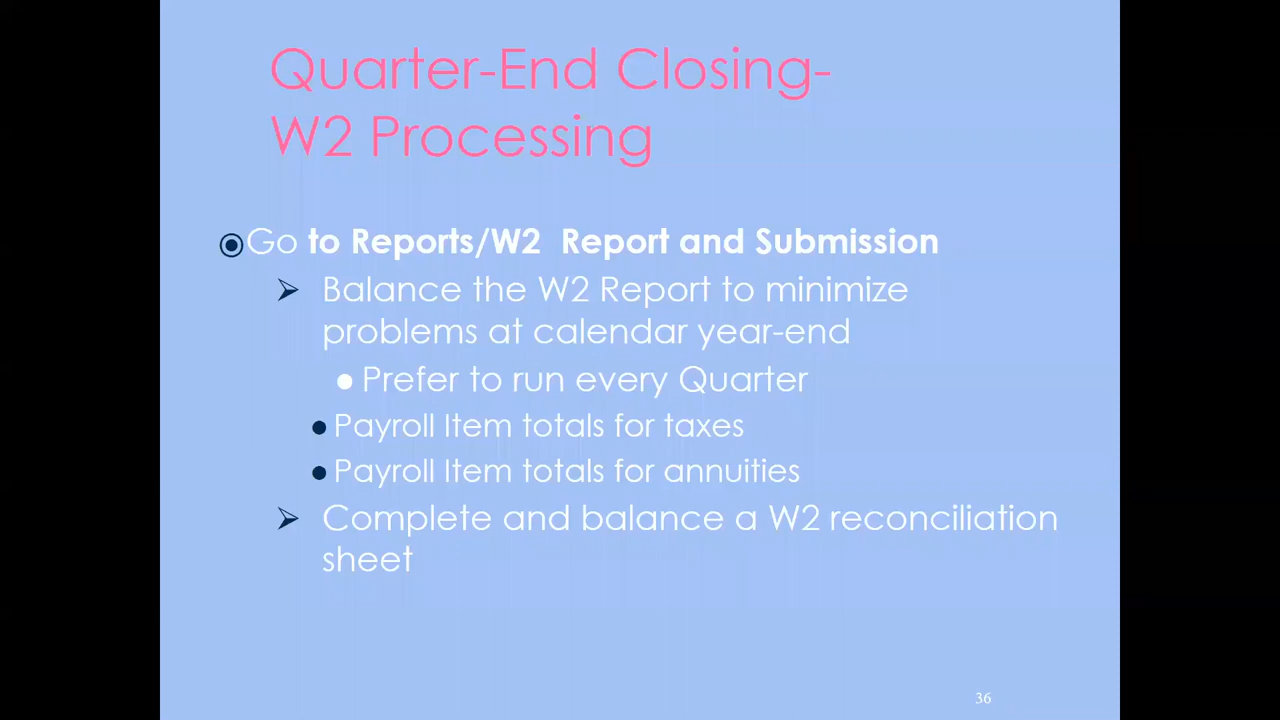 Quarter-End Closing-
W2 Processing
Go to Reports/W2  Report and Submission
Balance the W2 Report to minimize
problems at calendar year-end
Prefer to run every Quarter
Payroll Item totals for taxes
Payroll Item totals for annuities
Complete and balance a W2 reconciliation
sheet
36